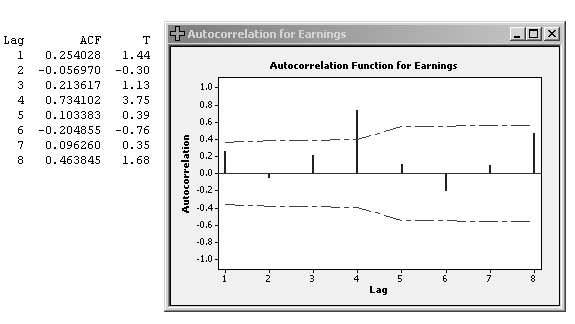 Lag ACF T
1 0.254028 1.44
2 -0.056970 -0.30
3 0.213617 1.13
4 0.734102 3.75
5 0.103383 0.39
6 -0.204855 -0.76
7 0.096260 0.35
8 0.463845 1.68
Autocorrelation for Earnings
Autocorrelation Function for Earnings
Autocorrelation
1.0
0.8
0.6
0.4
0.2
0.0
-0.2
-0.4
-0.6
-0.8
-1.0
1 2 3 4 5 6 7 8
Lag